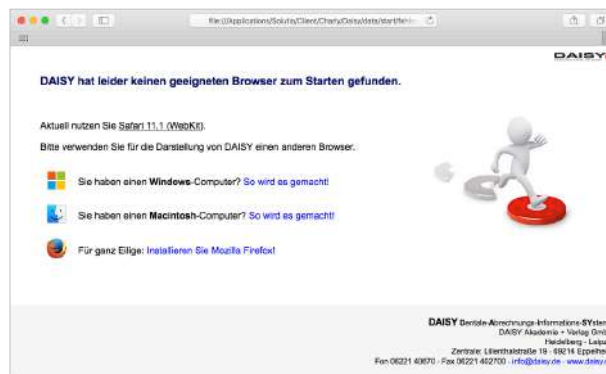 DAISY
DAISY hat leider keinen geeigneten Browser zum Starten gefunden.
Aktuell nutzen Sie Safari 11.1 (WebKit).
Bitte verwenden Sie für die Darstellung von DAISY einen anderen Browser.
Sie haben einen Windows-Computer? So wird es gemacht!
Sie haben einen Macintosh-Computer? So wird es gemacht!
Für ganz Eilige: Installieren Sie Mozilla Firefox!
DAISY Dentale-Abrechnungs-Informations-SYstem
DAISY Akademie + Verlag Gmb
Heidelberg - Leipz
Zentrale: Lilienthalstraße 19 - 69214 Eppelhe
Fon 06221 40670 - Fax 06221 402700 - info@daisy.de - www.daisy.